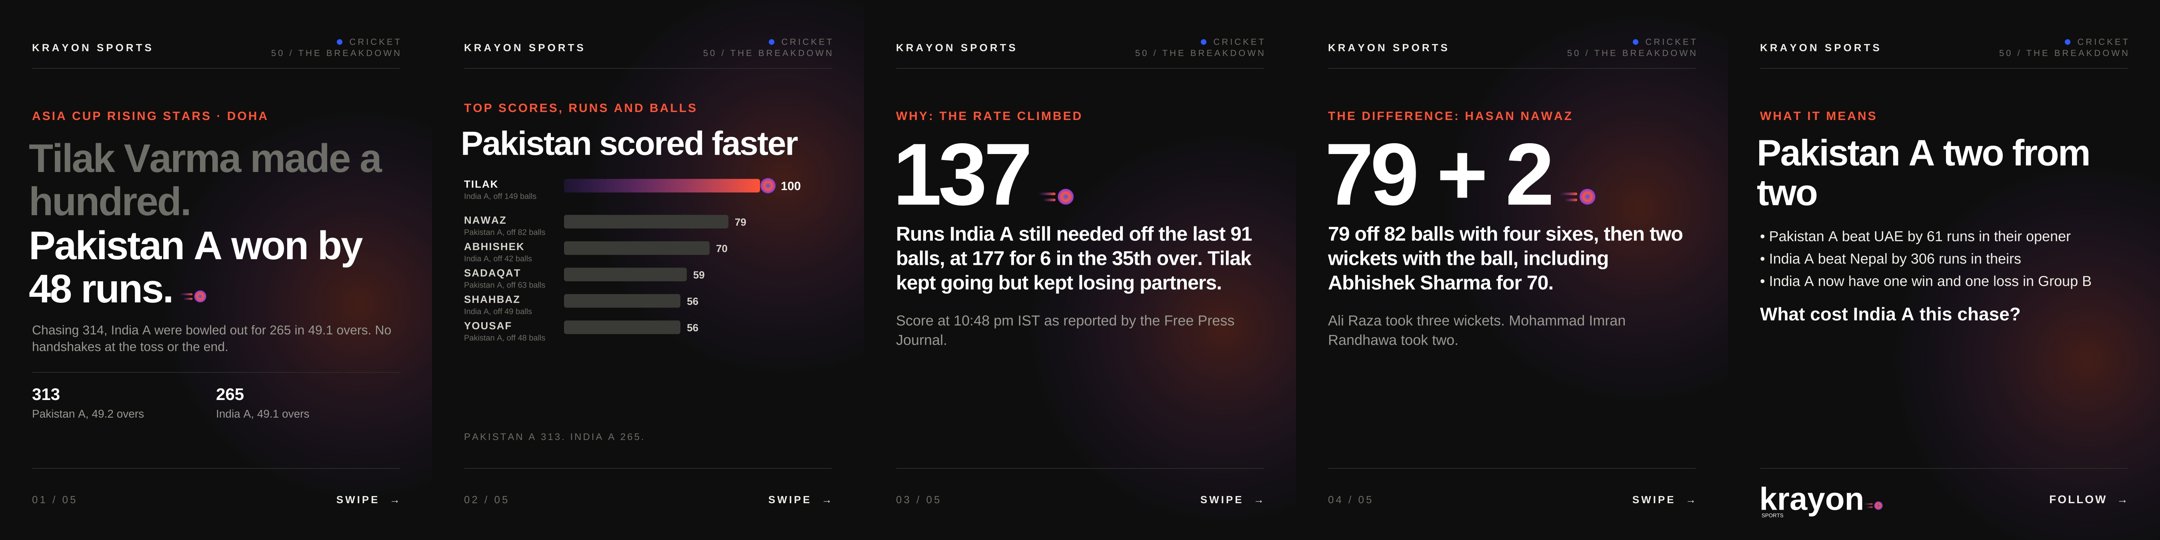 KRAYON SPORTS
CRICKET
50 / THE BREAKDOWN
ASIA CUP RISING STARS · DOHA
Tilak Varma made a
hundred.
Pakistan A won by
48 runs.
Chasing 314, India A were bowled out for 265 in 49.1 overs. No
handshakes at the toss or the end.
313
Pakistan A, 49.2 overs
265
India A, 49.1 overs
01 / 05
SWIPE →
KRAYON SPORTS
CRICKET
50 / THE BREAKDOWN
TOP SCORES, RUNS AND BALLS
Pakistan scored faster
TILAK
India A, off 149 balls
100
NAWAZ
Pakistan A, off 82 balls
79
ABHISHEK
India A, off 42 balls
70
SADAQAT
Pakistan A, off 63 balls
59
SHAHBAZ
India A, off 49 balls
56
YOUSAF
Pakistan A, off 48 balls
56
PAKISTAN A 313. INDIA A 265.
02 / 05
SWIPE →
KRAYON SPORTS
CRICKET
50 / THE BREAKDOWN
WHY: THE RATE CLIMBED
137
Runs India A still needed off the last 91
balls, at 177 for 6 in the 35th over. Tilak
kept going but kept losing partners.
Score at 10:48 pm IST as reported by the Free Press
Journal.
03 / 05
SWIPE →
KRAYON SPORTS
CRICKET
50 / THE BREAKDOWN
THE DIFFERENCE: HASAN NAWAZ
79 + 2
79 off 82 balls with four sixes, then two
wickets with the ball, including
Abhishek Sharma for 70.
Ali Raza took three wickets. Mohammad Imran
Randhawa took two.
04 / 05
SWIPE →
KRAYON SPORTS
CRICKET
50 / THE BREAKDOWN
WHAT IT MEANS
Pakistan A two from
two
• Pakistan A beat UAE by 61 runs in their opener
• India A beat Nepal by 306 runs in theirs
• India A now have one win and one loss in Group B
What cost India A this chase?
krayon
SPORTS
FOLLOW →